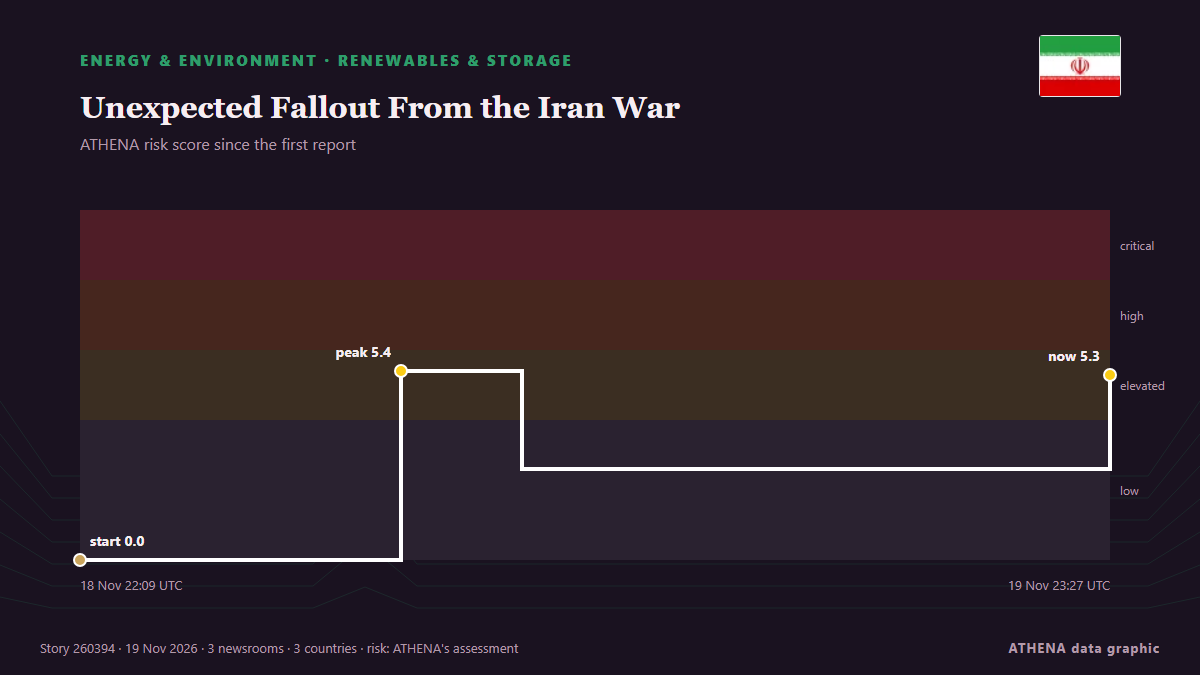 ENERGY & ENVIRONMENT · RENEWABLES & STORAGE
Unexpected Fallout From the Iran War
ATHENA risk score since the first report
critical
high
peak 5.4
now 5.3
elevated
low
start 0.0
18 Nov 22:09 UTC
19 Nov 23:27 UTC
Story 260394 · 19 Nov 2026 · 3 newsrooms · 3 countries · risk: ATHENA's assessment
ATHENA data graphic